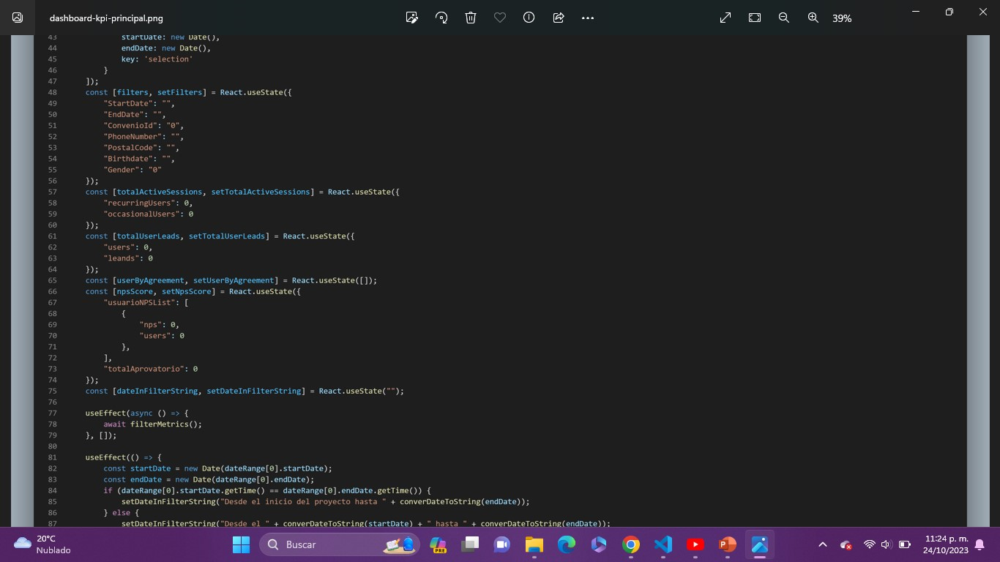 dashboard-kpi-principal.png
39%
43 startDate: new Date(),
44 endDate: new Date(),
45 key: 'selection'
46 }
47 ]);
48 const [filters, setFilters] = React.useState({
49 "StartDate": "",
50 "EndDate": "",
51 "ConvenioId": "0",
52 "PhoneNumber": "",
53 "PostalCode": "",
54 "Birthdate": "",
55 "Gender": "0"
56 });
57 const [totalActiveSessions, setTotalActiveSessions] = React.useState({
58 "recurringUsers": 0,
59 "occasionalUsers": 0
60 });
61 const [totalUserLeads, setTotalUserLeads] = React.useState({
62 "users": 0,
63 "leands": 0
64 });
65 const [userByAgreement, setUserByAgreement] = React.useState([]);
66 const [npsScore, setNpsScore] = React.useState({
67 "usuarioNPSList": [
68 {
69 "nps": 0,
70 "users": 0
71 },
72 ],
73 "totalAprovatorio": 0
74 });
75 const [dateInFilterString, setDateInFilterString] = React.useState("");
76
77 useEffect(async () => {
78 await filterMetrics();
79 }, []);
80
81 useEffect(() => {
82 const startDate = new Date(dateRange[0].startDate);
83 const endDate = new Date(dateRange[0].endDate);
84 if (dateRange[0].startDate.getTime() == dateRange[0].endDate.getTime()) {
85 setDateInFilterString("Desde el inicio del proyecto hasta " + converDateToString(endDate));
86 } else {
87 setDateInFilterString("Desde el " + converDateToString(startDate) + " hasta " + converDateToString(endDate));
20°C
Nublado
Buscar
PRE
11:24 p. m.
24/10/2023